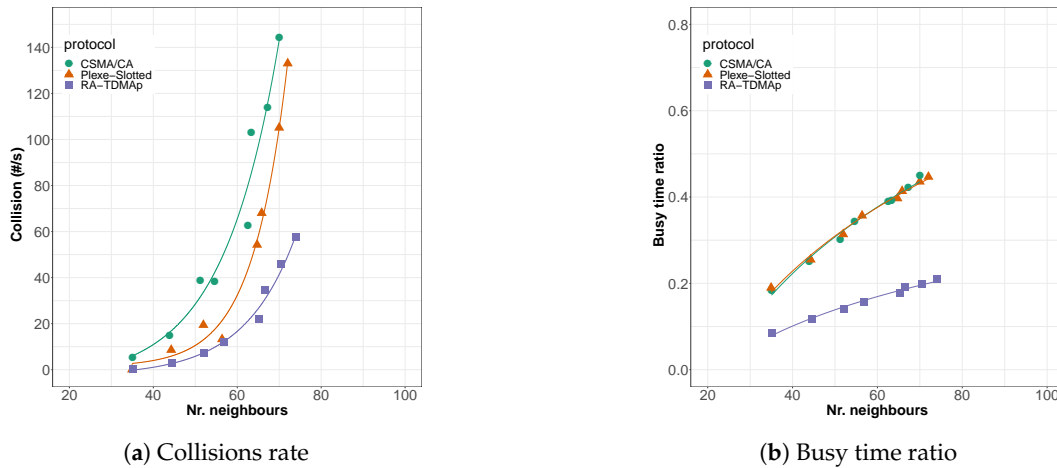 protocol
CSMA/CA
Plexe−Slotted
RA−TDMAp
Collision (#/s)
140
120
100
80
60
40
20
0
20 40 60 80 100
Nr. neighbours
(a) Collisions rate
protocol
CSMA/CA
Plexe−Slotted
RA−TDMAp
Busy time ratio
0.8
0.6
0.4
0.2
0.0
20 40 60 80 100
Nr. neighbours
(b) Busy time ratio